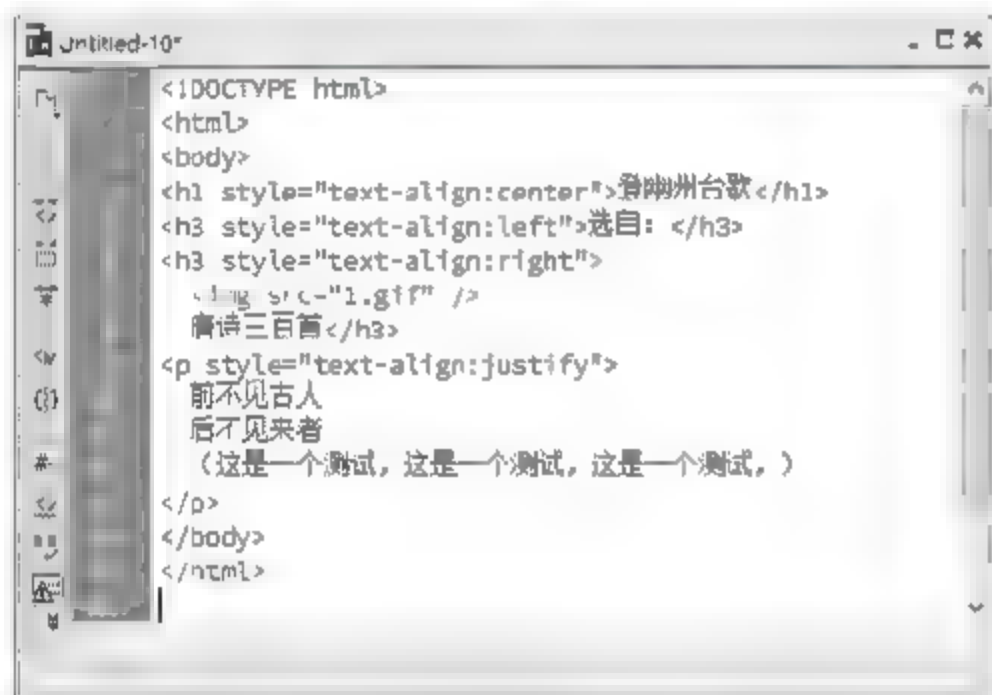 Untitled-10*
<!DOCTYPE html>
<html>
<body>
<h1 style="text-align:center">登幽州台歌</h1>
<h3 style="text-align:left">选自：</h3>
<h3 style="text-align:right">
<img src="1.gif" />
唐诗三百首</h3>
<p style="text-align:justify">
前不见古人
后不见来者
（这是一个测试，这是一个测试，这是一个测试，）
</p>
</body>
</html>